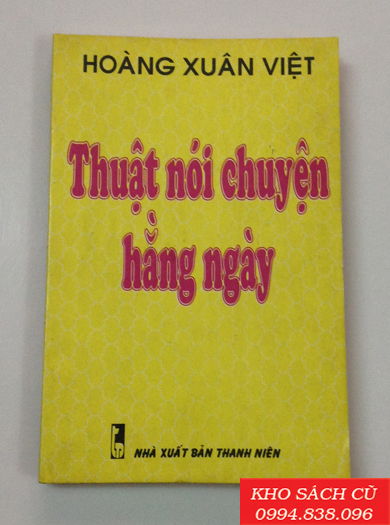 HOÀNG XUÂN VIỆT
Thuật nói chuyện
hằng ngày
NHÀ XUẤT BẢN THANH NIÊN
KHO SÁCH CŨ
0994.838.096